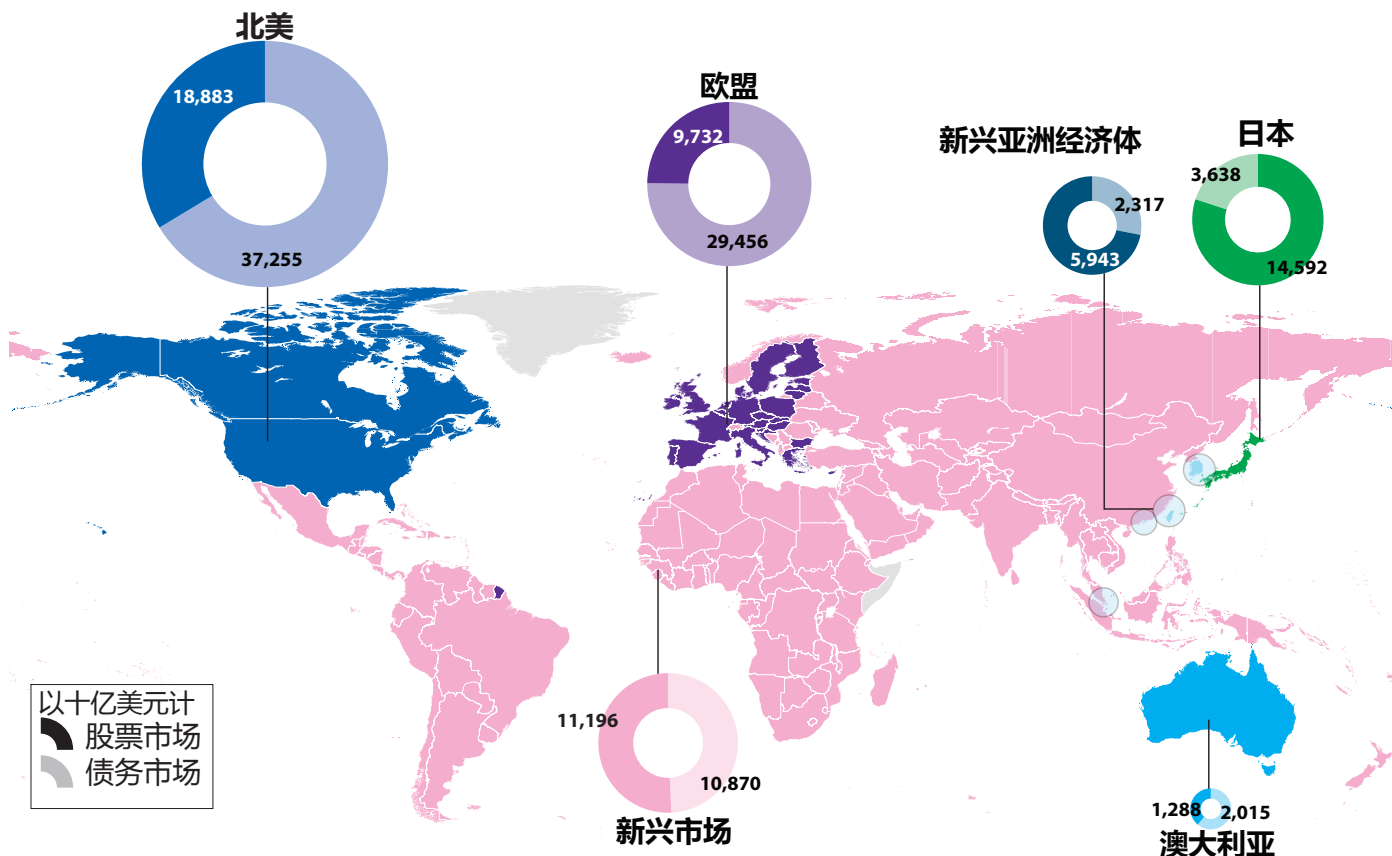 北美
18,883
37,255
欧盟
9,732
29,456
新兴亚洲经济体
2,317
5,943
日本
3,638
14,592
以十亿美元计
股票市场
债务市场
11,196
10,870
新兴市场
1,288
2,015
澳大利亚